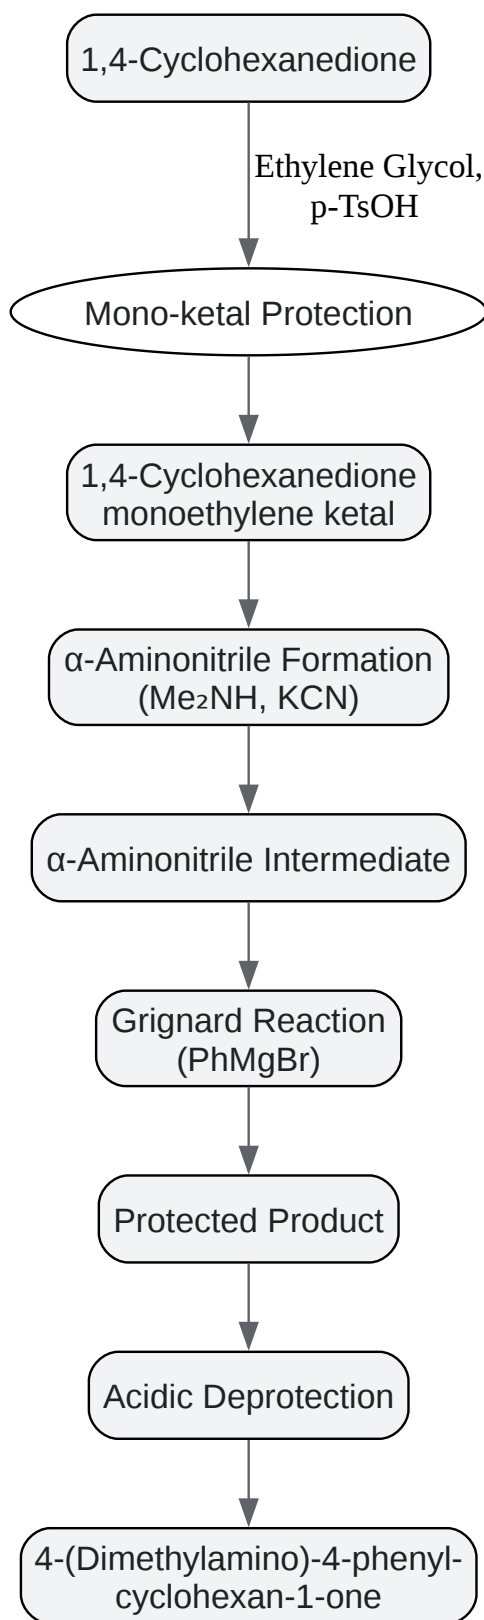 1,4-Cyclohexanedione
Ethylene Glycol,
p-TsOH
Mono-ketal Protection
1,4-Cyclohexanedione
monoethylene ketal
α-Aminonitrile Formation
(Me₂NH, KCN)
α-Aminonitrile Intermediate
Grignard Reaction
(PhMgBr)
Protected Product
Acidic Deprotection
4-(Dimethylamino)-4-phenyl-
cyclohexan-1-one